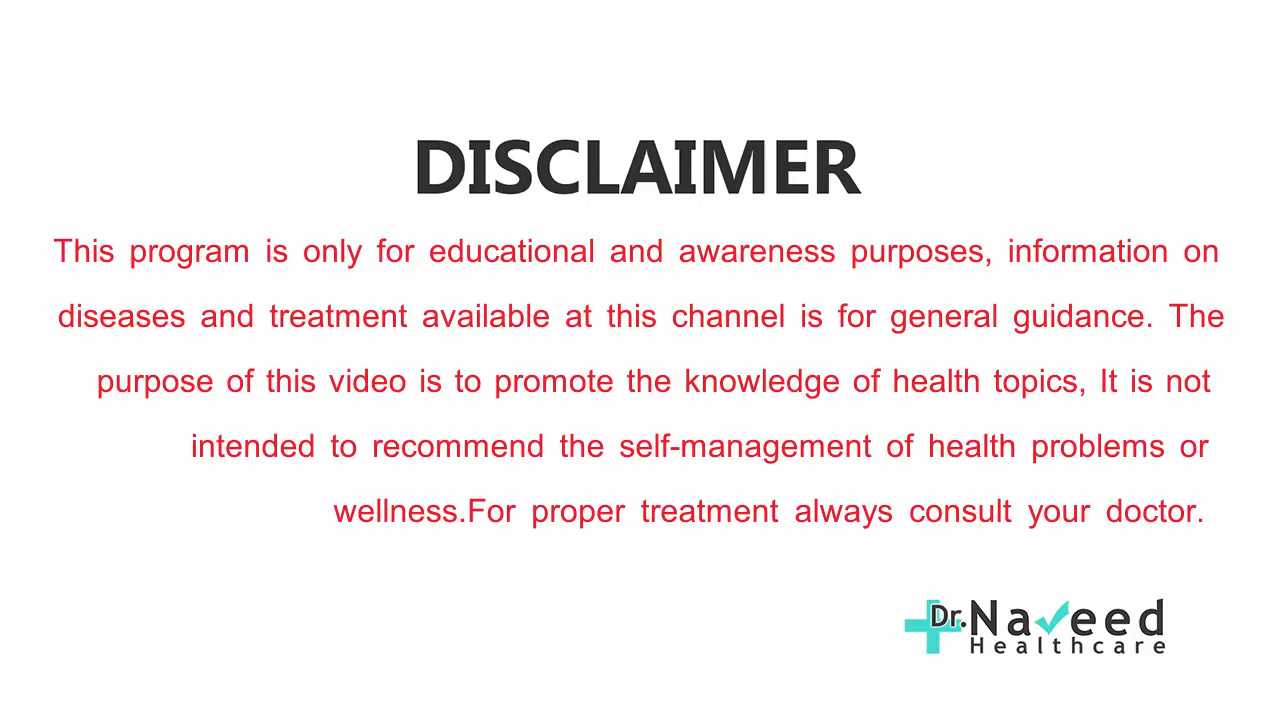 DISCLAIMER
This program is only for educational and awareness purposes, information on
diseases and treatment available at this channel is for general guidance. The
purpose of this video is to promote the knowledge of health topics, It is not
intended to recommend the self-management of health problems or
wellness.For proper treatment always consult your doctor.
Dr.Naveed
Healthcare